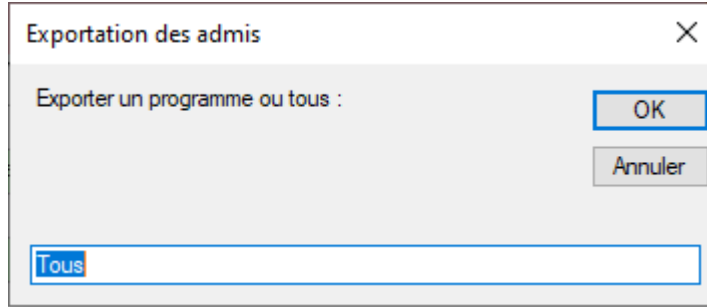 Exportation des admis
Exporter un programme ou tous :
OK
Annuler
Tous